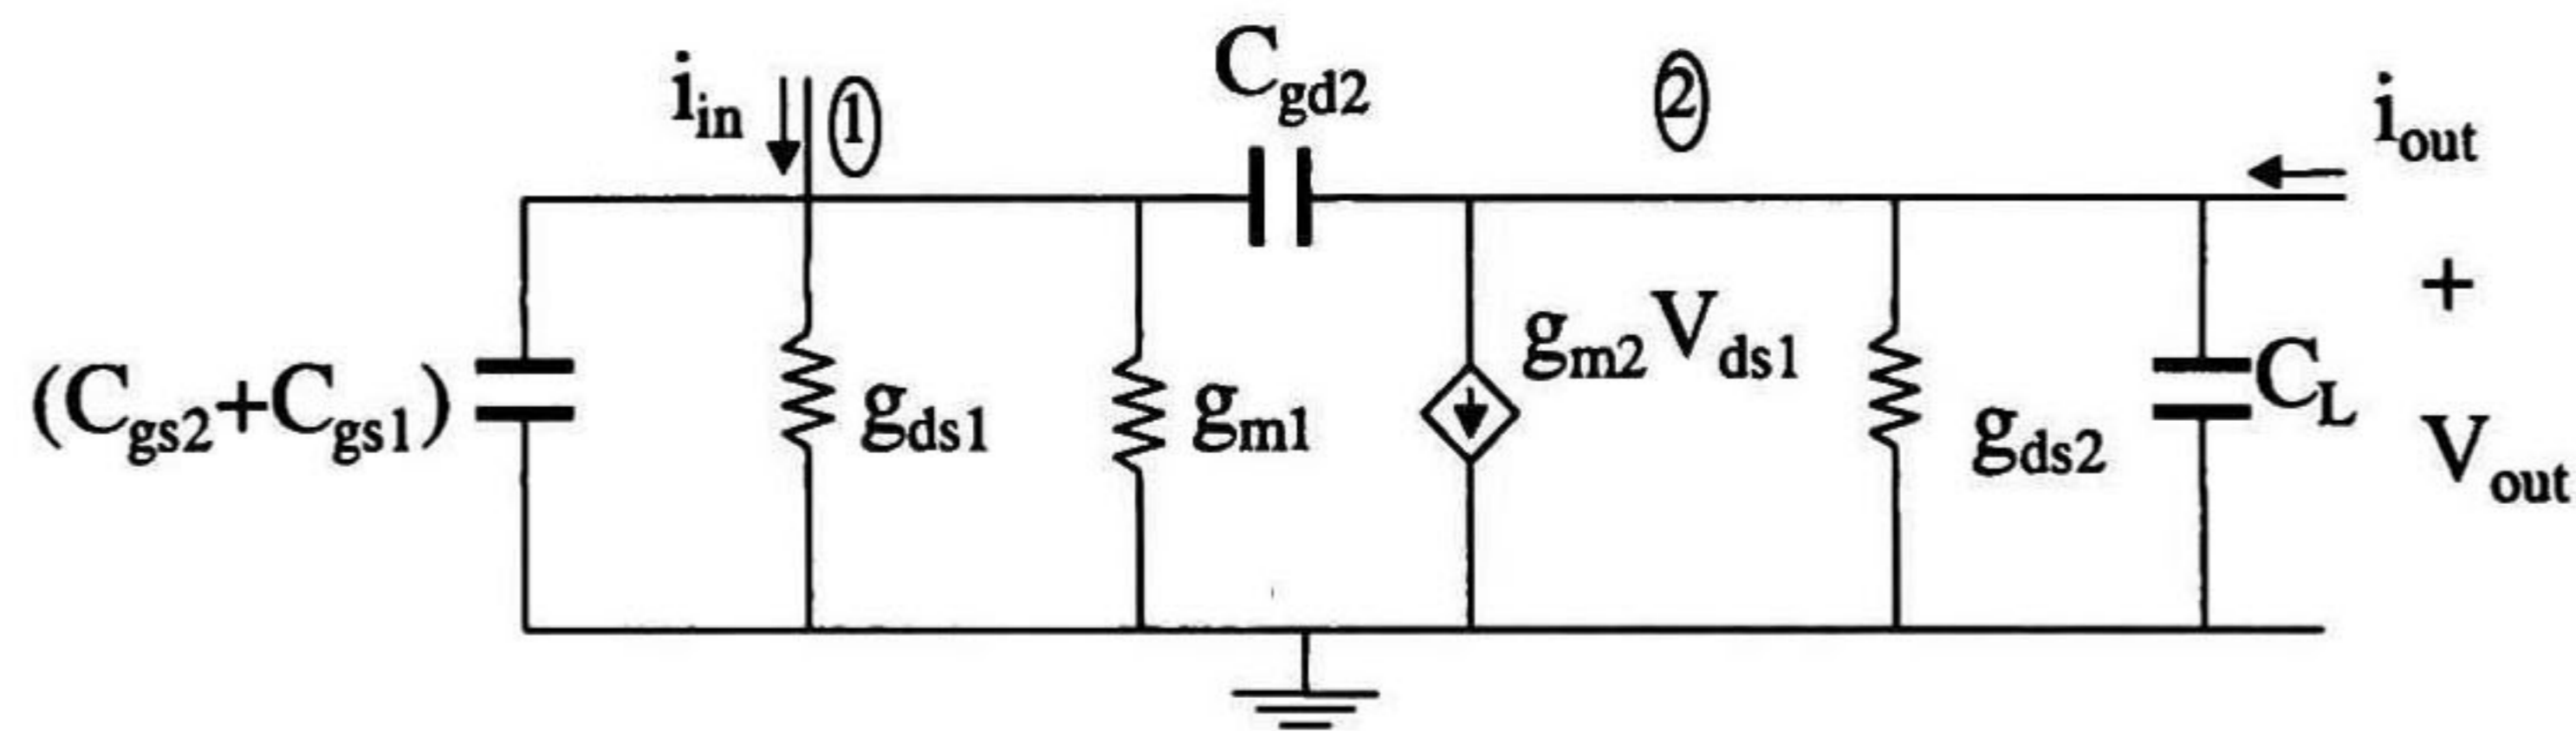 i_in
①
C_gd2
②
i_out
(C_gs2+C_gs1)
g_ds1
g_m1
g_m2V_ds1
g_ds2
C_L
+
V_out